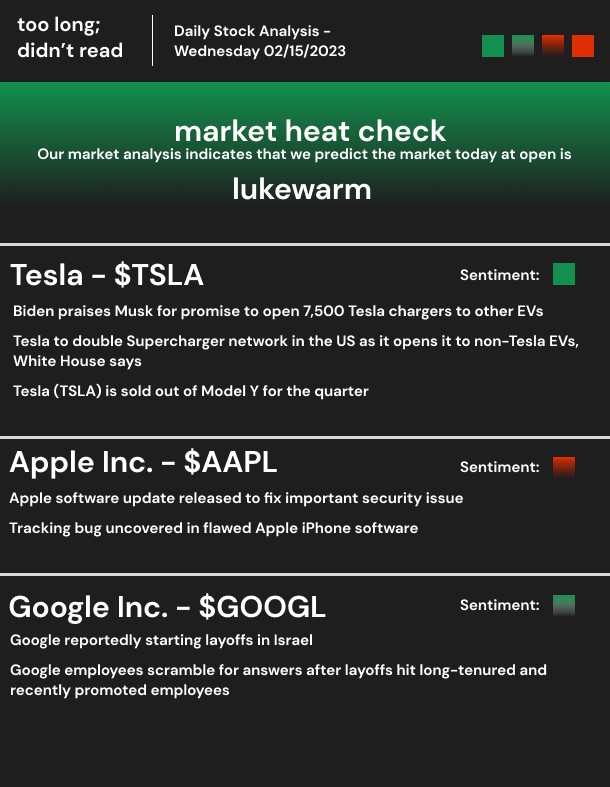 too long;
didn't read
Daily Stock Analysis -
Wednesday 02/15/2023
market heat check
Our market analysis indicates that we predict the market today at open is
lukewarm
Tesla - $TSLA
Sentiment:
Biden praises Musk for promise to open 7,500 Tesla chargers to other EVs
Tesla to double Supercharger network in the US as it opens it to non-Tesla EVs,
White House says
Tesla (TSLA) is sold out of Model Y for the quarter
Apple Inc. - $AAPL
Sentiment:
Apple software update released to fix important security issue
Tracking bug uncovered in flawed Apple iPhone software
Google Inc. - $GOOGL
Sentiment:
Google reportedly starting layoffs in Israel
Google employees scramble for answers after layoffs hit long-tenured and
recently promoted employees